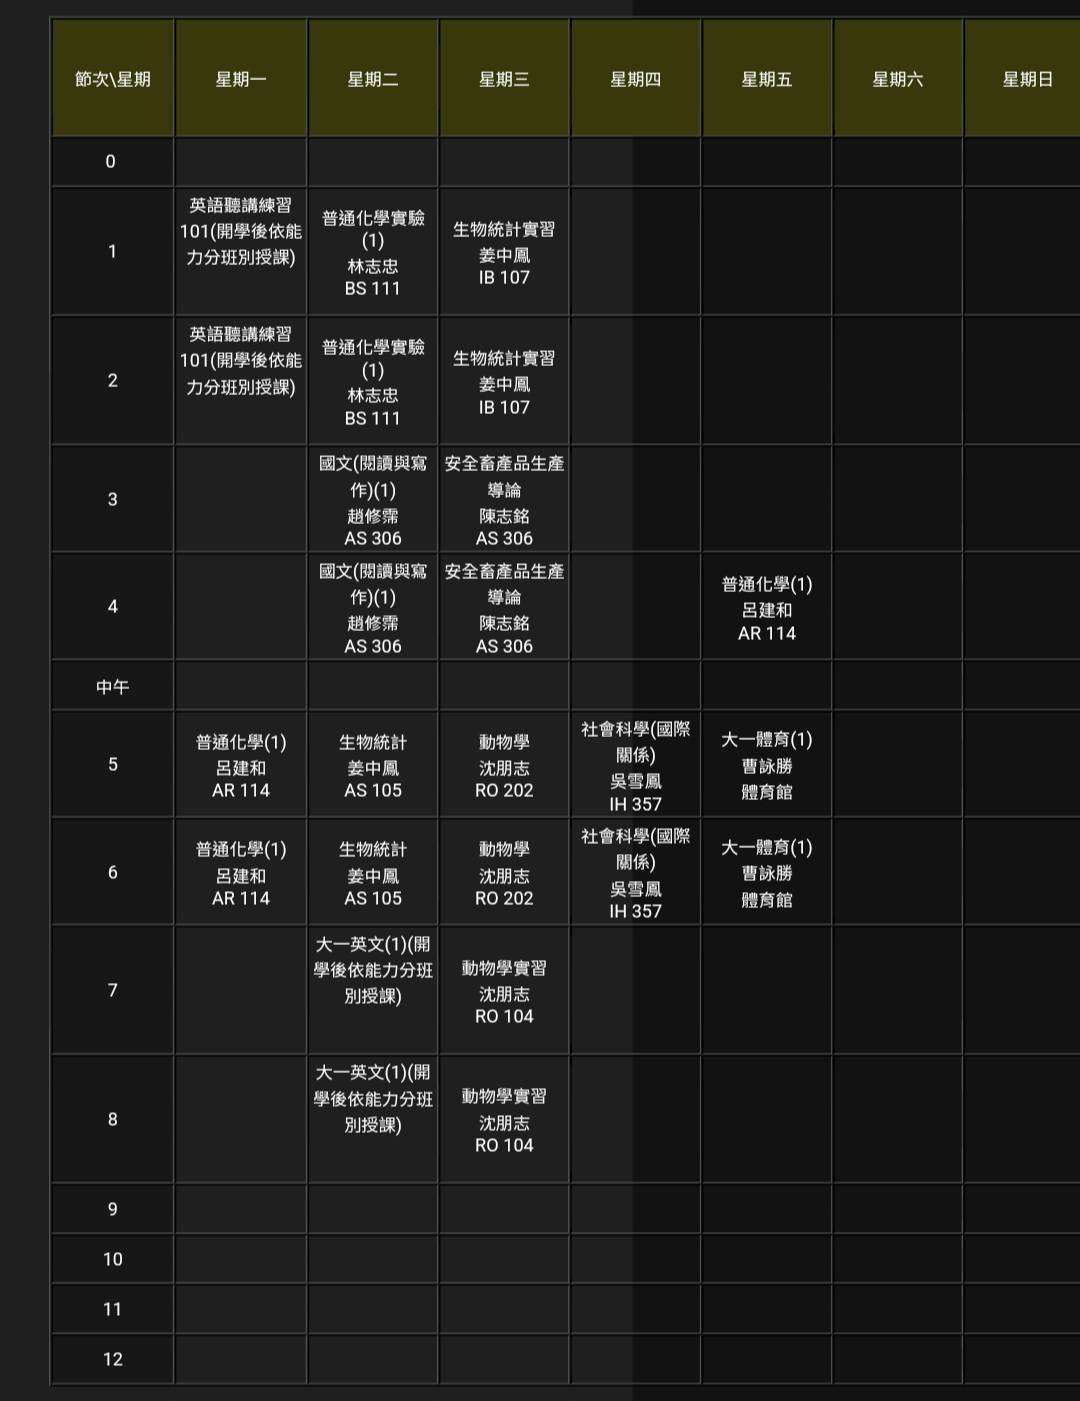 節次\星期 星期一 星期二 星期三 星期四 星期五 星期六 星期日
0
1
英語聽講練習
101(開學後依能
力分班別授課)
普通化學實驗
(1)
林志忠
BS 111
生物統計實習
姜中鳳
IB 107
2
英語聽講練習
101(開學後依能
力分班別授課)
普通化學實驗
(1)
林志忠
BS 111
生物統計實習
姜中鳳
IB 107
3
國文(閱讀與寫
作)(1)
趙修霈
AS 306
安全畜產品生產
導論
陳志銘
AS 306
4
國文(閱讀與寫
作)(1)
趙修霈
AS 306
安全畜產品生產
導論
陳志銘
AS 306
普通化學(1)
呂建和
AR 114
中午
5
普通化學(1)
呂建和
AR 114
生物統計
姜中鳳
AS 105
動物學
沈朋志
RO 202
社會科學(國際
關係)
吳雪鳳
IH 357
大一體育(1)
曹詠勝
體育館
6
普通化學(1)
呂建和
AR 114
生物統計
姜中鳳
AS 105
動物學
沈朋志
RO 202
社會科學(國際
關係)
吳雪鳳
IH 357
大一體育(1)
曹詠勝
體育館
7
大一英文(1)(開
學後依能力分班
別授課)
動物學實習
沈朋志
RO 104
8
大一英文(1)(開
學後依能力分班
別授課)
動物學實習
沈朋志
RO 104
9
10
11
12